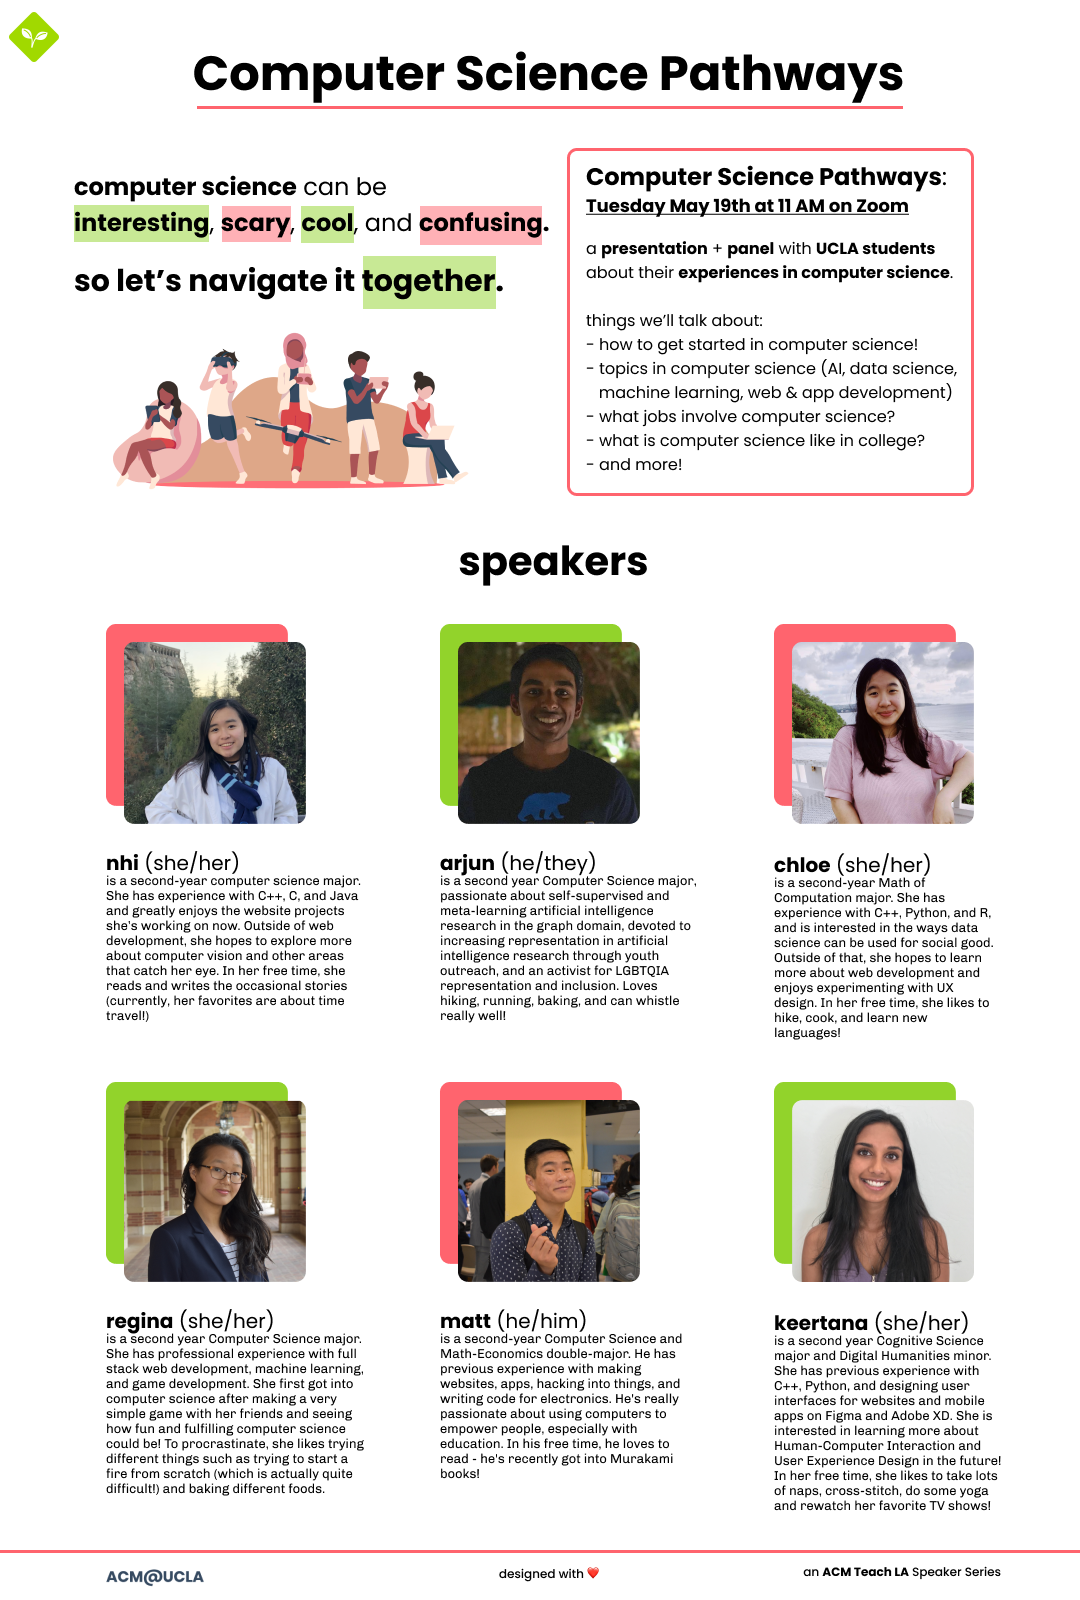 Computer Science Pathways
computer science can be
interesting, scary, cool, and confusing.
so let's navigate it together.
Computer Science Pathways:
Tuesday May 19th at 11 AM on Zoom
a presentation + panel with UCLA students
about their experiences in computer science.
things we'll talk about:
- how to get started in computer science!
- topics in computer science (AI, data science,
machine learning, web & app development)
- what jobs involve computer science?
- what is computer science like in college?
- and more!
speakers
nhi (she/her)
is a second-year computer science major.
She has experience with C++, C, and Java
and greatly enjoys the website projects
she's working on now. Outside of web
development, she hopes to explore more
about computer vision and other areas
that catch her eye. In her free time, she
reads and writes the occasional stories
(currently, her favorites are about time
travel!)
arjun (he/they)
is a second year Computer Science major,
passionate about self-supervised and
meta-learning artificial intelligence
research in the graph domain, devoted to
increasing representation in artificial
intelligence research through youth
outreach, and an activist for LGBTQIA
representation and inclusion. Loves
hiking, running, baking, and can whistle
really well!
chloe (she/her)
is a second-year Math of
Computation major. She has
experience with C++, Python, and R,
and is interested in the ways data
science can be used for social good.
Outside of that, she hopes to learn
more about web development and
enjoys experimenting with UX
design. In her free time, she likes to
hike, cook, and learn new
languages!
regina (she/her)
is a second year Computer Science major.
She has professional experience with full
stack web development, machine learning,
and game development. She first got into
computer science after making a very
simple game with her friends and seeing
how fun and fulfilling computer science
could be! To procrastinate, she likes trying
different things such as trying to start a
fire from scratch (which is actually quite
difficult!) and baking different foods.
matt (he/him)
is a second-year Computer Science and
Math-Economics double-major. He has
previous experience with making
websites, apps, hacking into things, and
writing code for electronics. He's really
passionate about using computers to
empower people, especially with
education. In his free time, he loves to
read - he's recently got into Murakami
books!
keertana (she/her)
is a second year Cognitive Science
major and Digital Humanities minor.
She has previous experience with
C++, Python, and designing user
interfaces for websites and mobile
apps on Figma and Adobe XD. She is
interested in learning more about
Human-Computer Interaction and
User Experience Design in the future!
In her free time, she likes to take lots
of naps, cross-stitch, do some yoga
and rewatch her favorite TV shows!
ACM@UCLA
designed with ❤️
an ACM Teach LA Speaker Series